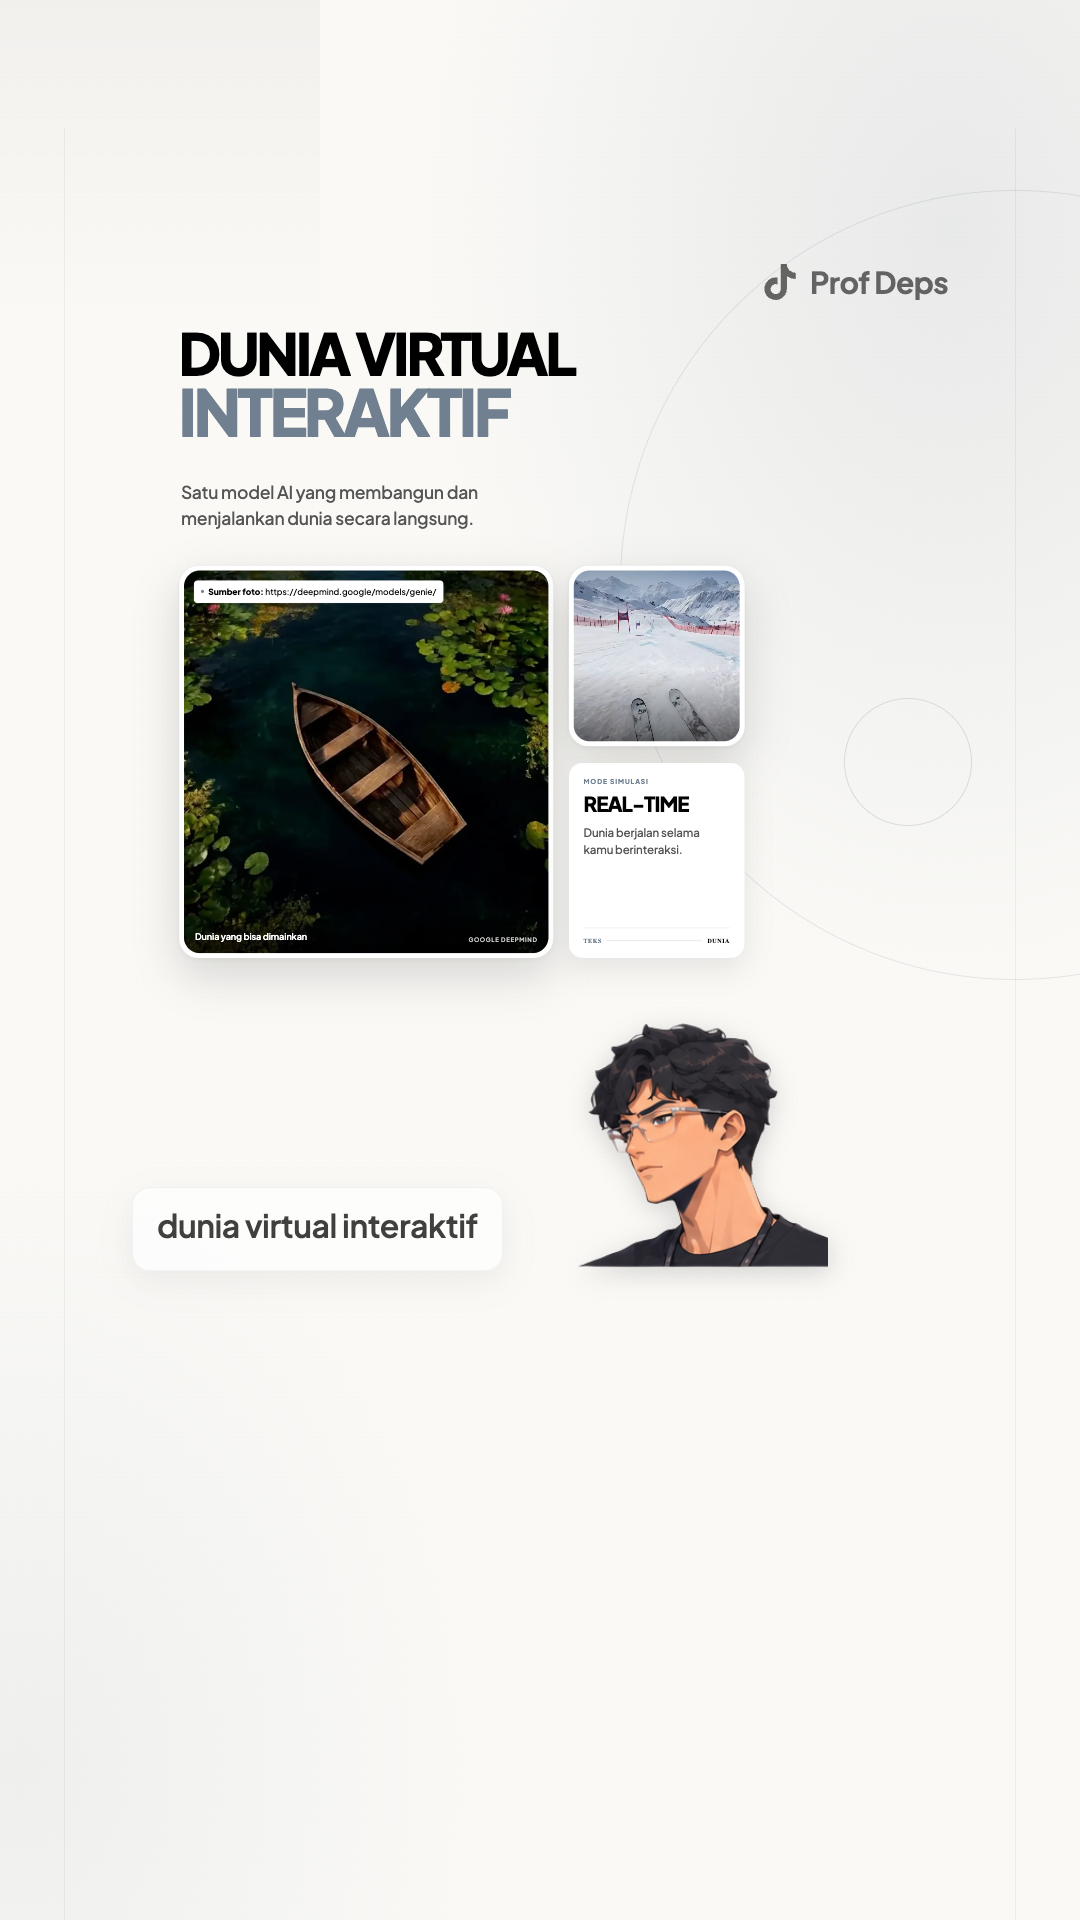 Prof Deps
DUNIA VIRTUAL
INTERAKTIF
Satu model AI yang membangun dan
menjalankan dunia secara langsung.
Sumber foto: https://deepmind.google/models/genie/
Dunia yang bisa dimainkan
GOOGLE DEEPMIND
MODE SIMULASI
REAL-TIME
Dunia berjalan selama
kamu berinteraksi.
TEKS
DUNIA
dunia virtual interaktif